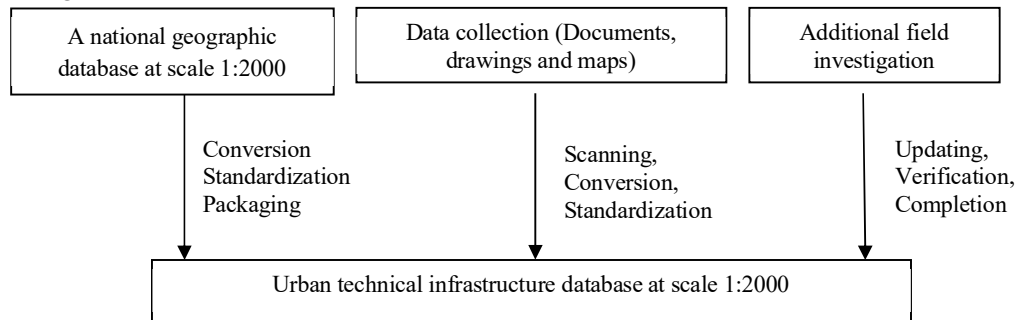 A national geographic
database at scale 1:2000
Data collection (Documents,
drawings and maps)
Additional field
investigation
Conversion
Standardization
Packaging
Scanning,
Conversion,
Standardization
Updating,
Verification,
Completion
Urban technical infrastructure database at scale 1:2000